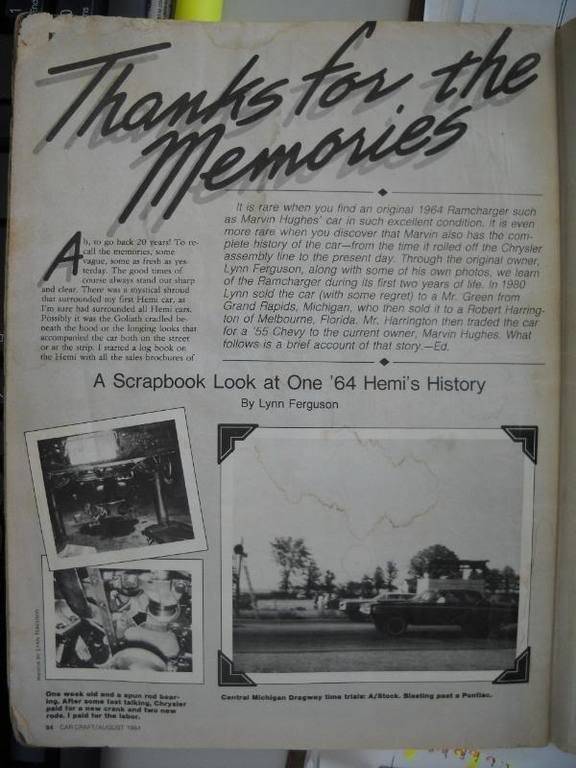 Thanks for the
Memories
Ah, to go back 20 years! To re-
call the memories, some
vague, some as fresh as yes-
terday. The good times of
course always stand out sharp
and clear. There was a mystical shroud
that surrounded my first Hemi car, as
I'm sure had surrounded all Hemi cars.
Possibly it was the Goliath cradled be-
neath the hood or the longing looks that
accompanied the car both on the street
or at the strip. I started a log book on
the Hemi with all the sales brochures of
It is rare when you find an original 1964 Ramcharger such
as Marvin Hughes' car in such excellent condition. It is even
more rare when you discover that Marvin also has the com-
plete history of the car—from the time it rolled off the Chrysler
assembly line to the present day. Through the original owner,
Lynn Ferguson, along with some of his own photos, we learn
of the Ramcharger during its first two years of life. In 1980
Lynn sold the car (with some regret) to a Mr. Green from
Grand Rapids, Michigan, who then sold it to a Robert Harring-
ton of Melbourne, Florida. Mr. Harrington then traded the car
for a '55 Chevy to the current owner, Marvin Hughes. What
follows is a brief account of that story.—Ed.
A Scrapbook Look at One '64 Hemi's History
By Lynn Ferguson
One week old and a spun rod bear-
ing. After some fast talking, Chrysler
paid for a new crank and two new
rods. I paid for the labor.
Central Michigan Dragway time trials: A/Stock. Blasting past a Pontiac.
94 CAR CRAFT/AUGUST 1984